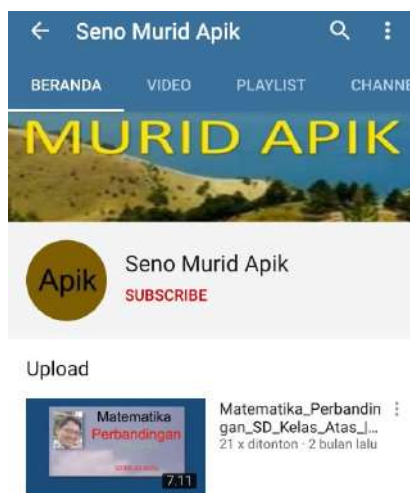 Seno Murid Apik
BERANDA VIDEO PLAYLIST CHANNE
MURID APIK
Apik
Seno Murid Apik
SUBSCRIBE
Upload
Matematika
Perbandingan
7.11
Matematika_Perbandin
gan_SD_Kelas_Atas_|...
21 x ditonton · 2 bulan lalu